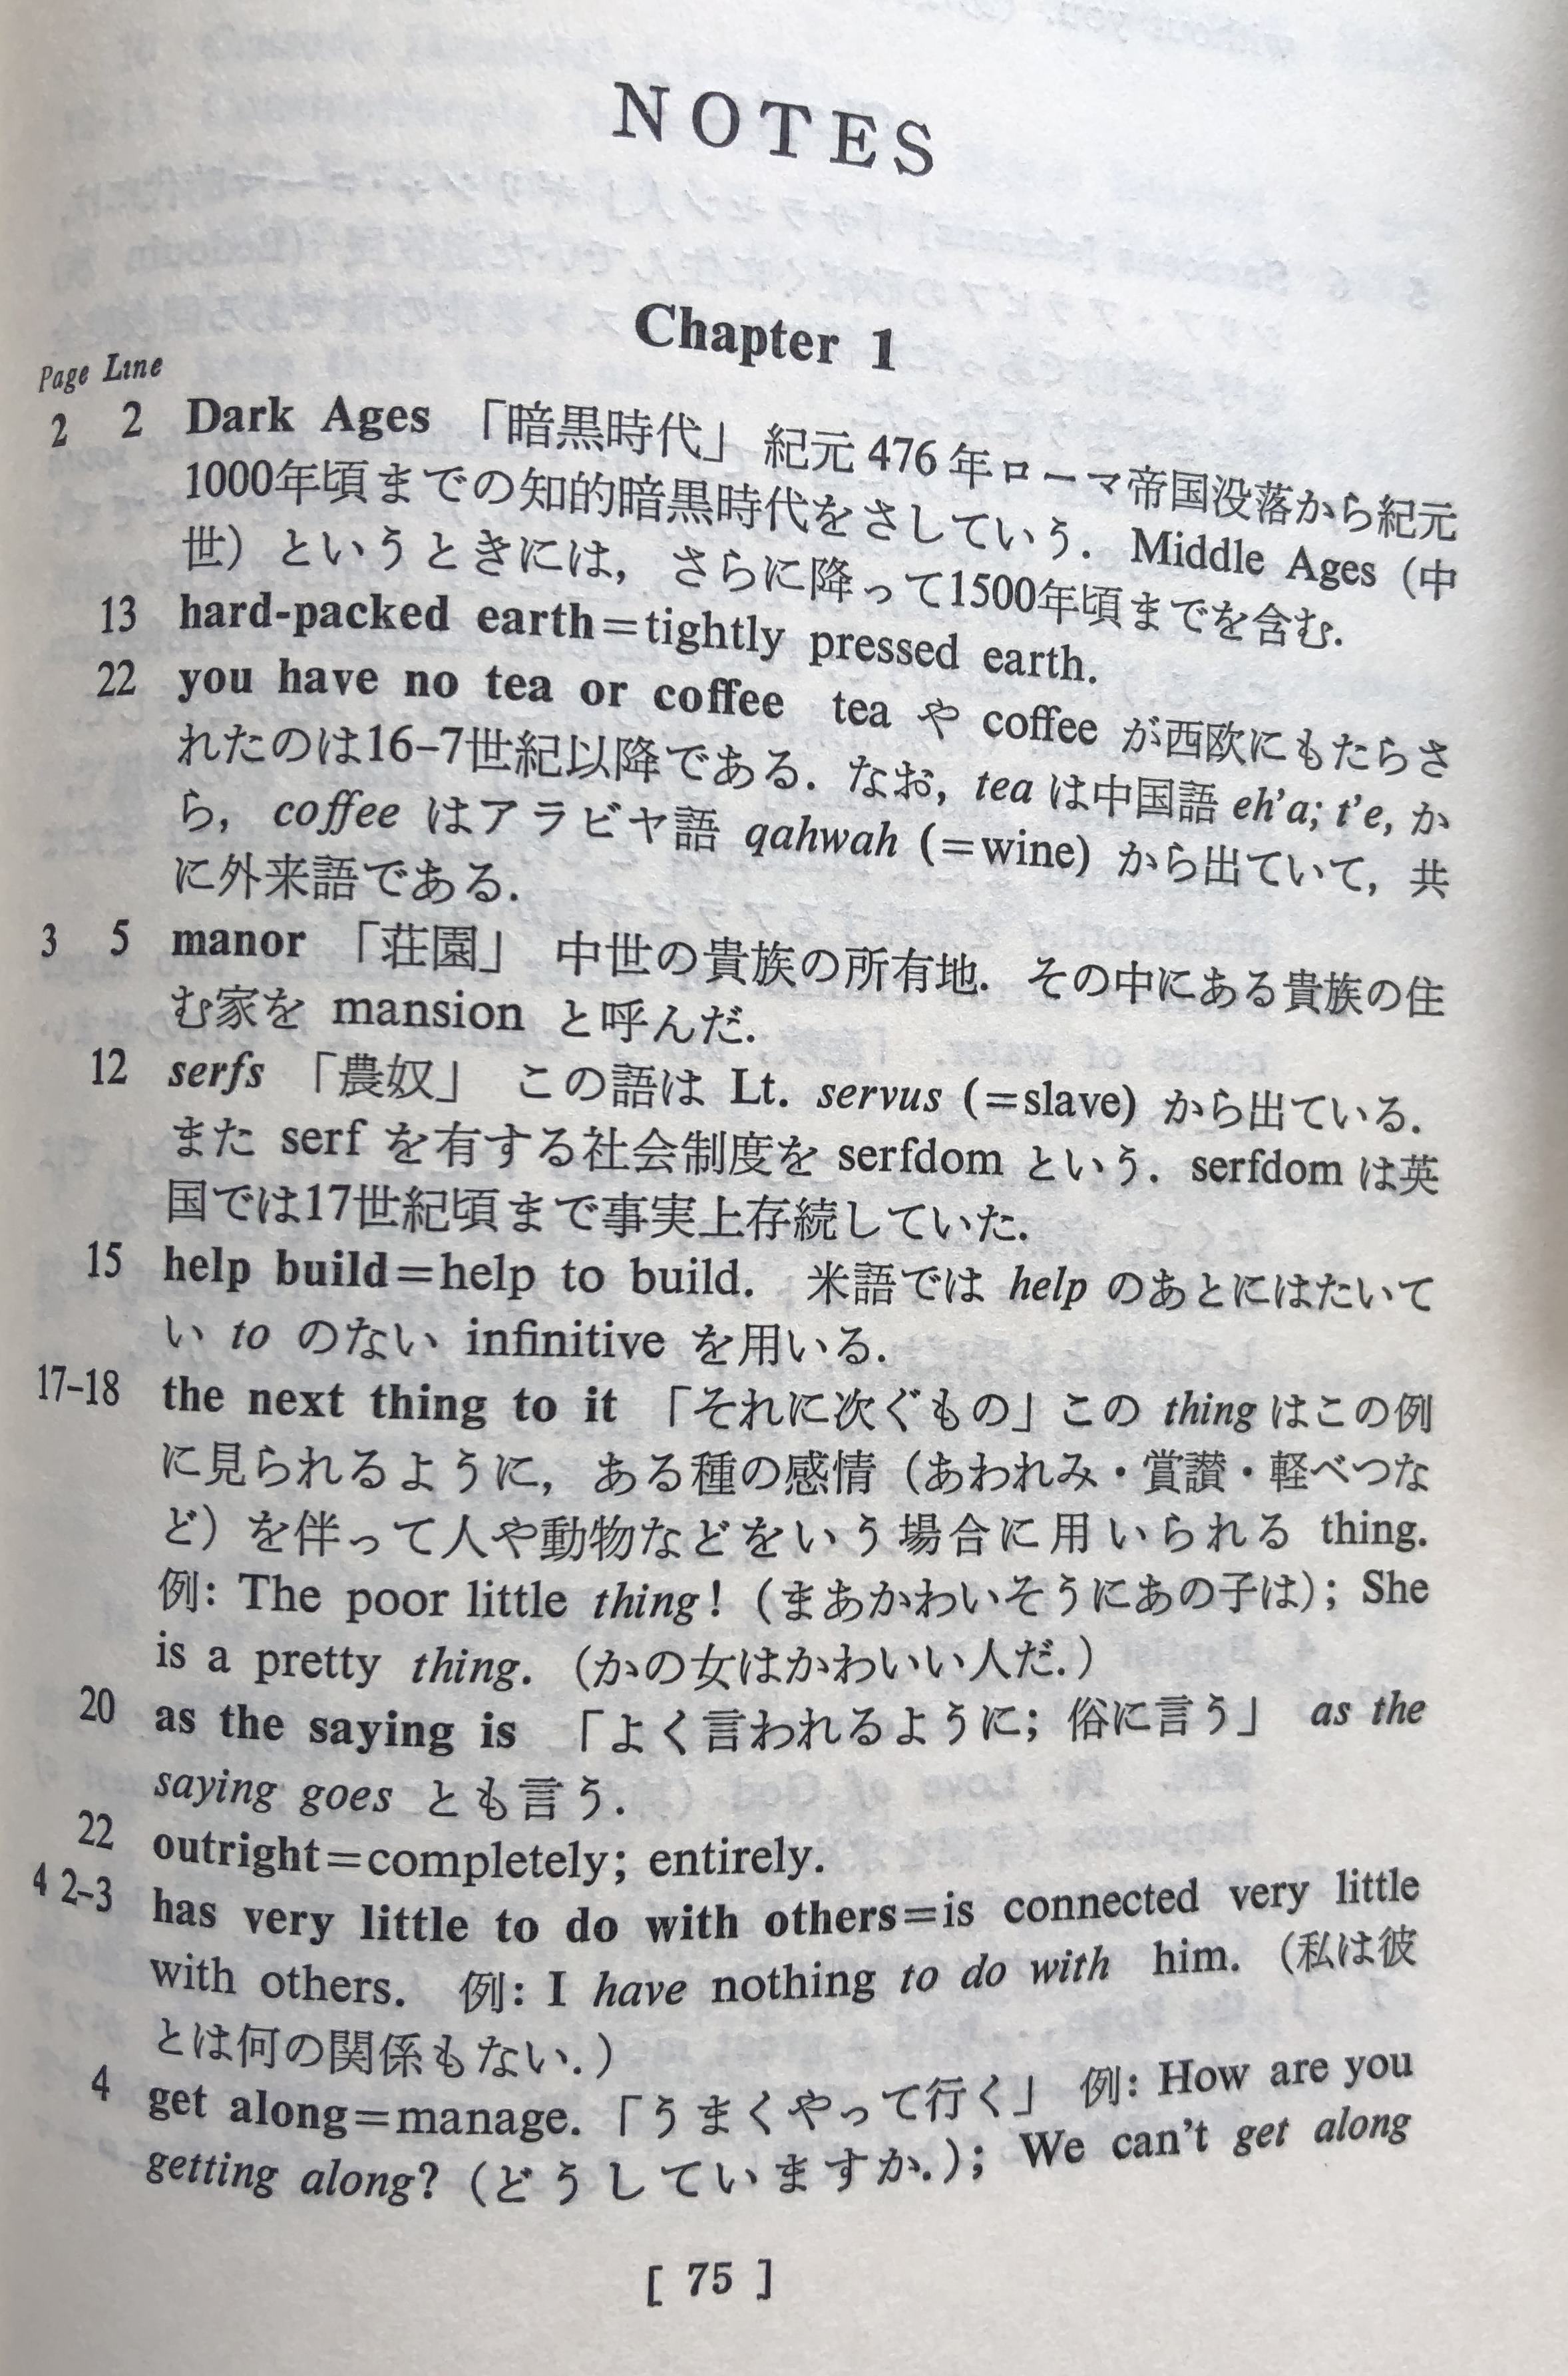 NOTES
Chapter 1
Page Line
2 2 Dark Ages 「暗黒時代」 紀元 476 年ローマ帝国没落から紀元
1000年頃までの知的暗黒時代をさしていう. Middle Ages (中
世) というときには, さらに降って1500年頃までを含む.
13 hard-packed earth=tightly pressed earth.
22 you have no tea or coffee tea や coffee が西欧にもたらさ
れたのは16–7世紀以降である. なお, tea は中国語 eh’a; t’e, か
ら, coffee はアラビヤ語 qahwah (=wine) から出ていて, 共
に外来語である.
3 5 manor 「荘園」 中世の貴族の所有地. その中にある貴族の住
む家を mansion と呼んだ.
12 serfs 「農奴」 この語は Lt. servus (=slave) から出ている.
また serf を有する社会制度を serfdom という. serfdom は英
国では17世紀頃まで事実上存続していた.
15 help build=help to build. 米語では help のあとにはたいて
い to のない infinitive を用いる.
17–18 the next thing to it 「それに次ぐもの」この thing はこの例
に見られるように, ある種の感情 (あわれみ・賞讃・軽べつな
ど) を伴って人や動物などをいう場合に用いられる thing.
例: The poor little thing! (まあかわいそうにあの子は); She
is a pretty thing. (かの女はかわいい人だ.)
20 as the saying is 「よく言われるように; 俗に言う」 as the
saying goes とも言う.
22 outright=completely; entirely.
4 2–3 has very little to do with others=is connected very little
with others. 例: I have nothing to do with him. (私は彼
とは何の関係もない.)
4 get along=manage. 「うまくやって行く」 例: How are you
getting along? (どうしていますか.); We can’t get along
[ 75 ]